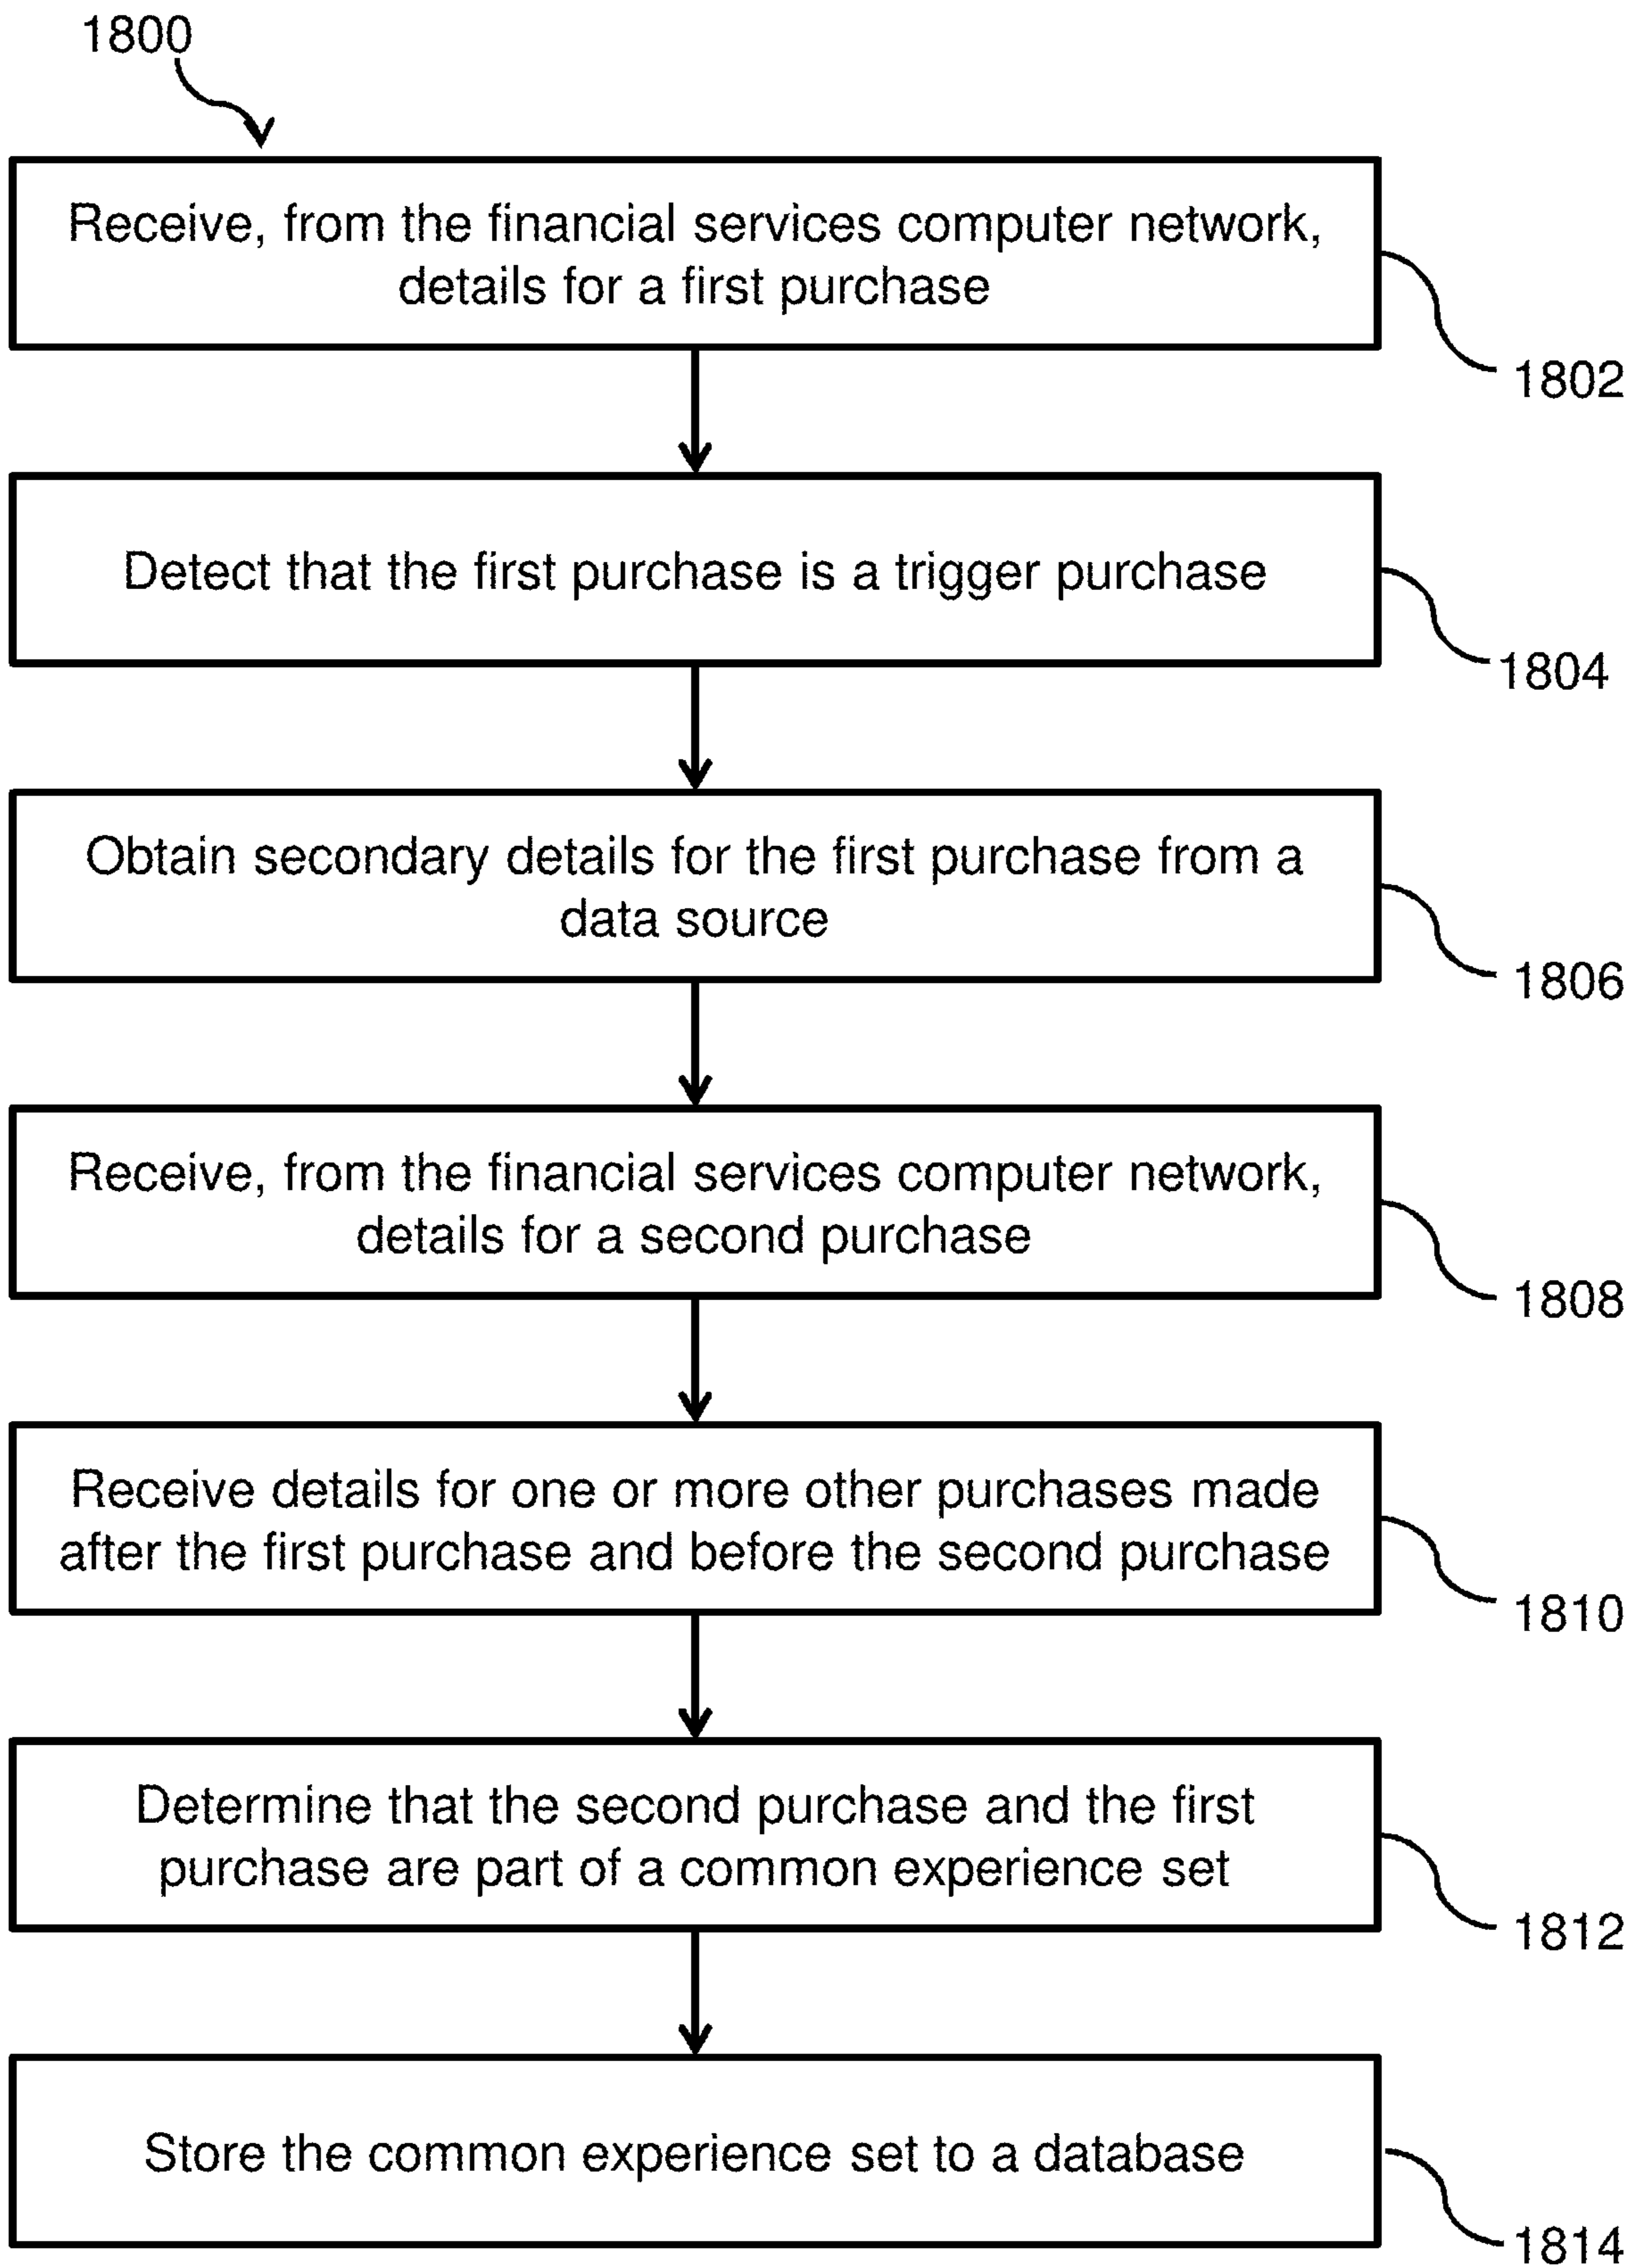 1800
Receive, from the financial services computer network,
details for a first purchase
1802
Detect that the first purchase is a trigger purchase
1804
Obtain secondary details for the first purchase from a
data source
1806
Receive, from the financial services computer network,
details for a second purchase
1808
Receive details for one or more other purchases made
after the first purchase and before the second purchase
1810
Determine that the second purchase and the first
purchase are part of a common experience set
1812
Store the common experience set to a database
1814